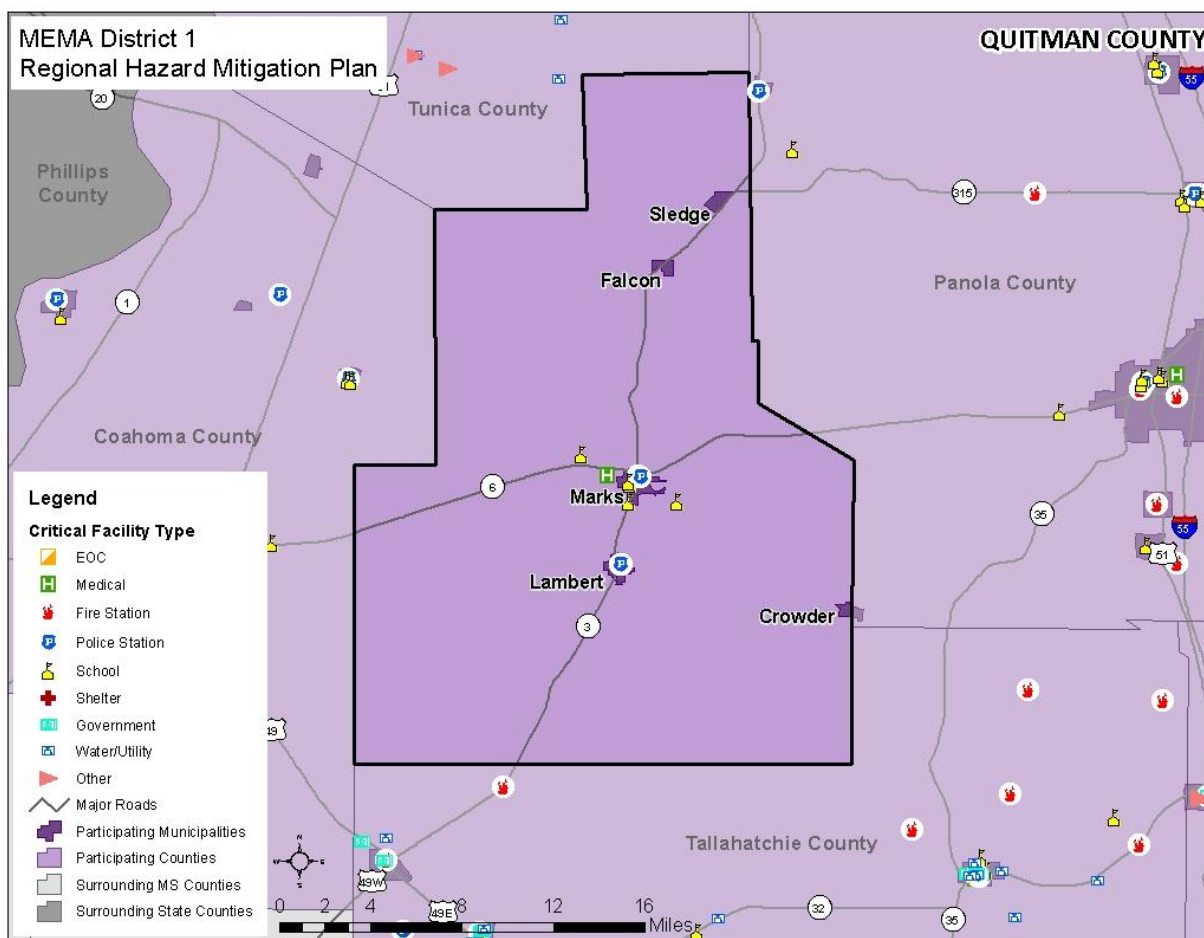 MEMA District 1
Regional Hazard Mitigation Plan
QUITMAN COUNTY
55
20
Tunica County
Phillips
County
315
Sledge
Falcon
Panola County
1
Coahoma County
6
Marks
35
55
51
Lambert
Crowder
3
49
Legend
Critical Facility Type
EOC
H Medical
Fire Station
P Police Station
School
Shelter
Government
Water/Utility
Other
Major Roads
Participating Municipalities
Participating Counties
Surrounding MS Counties
Surrounding State Counties
Tallahatchie County
49W
49E
32
35
N
W E
S
0 2 4 8 12 16
Miles